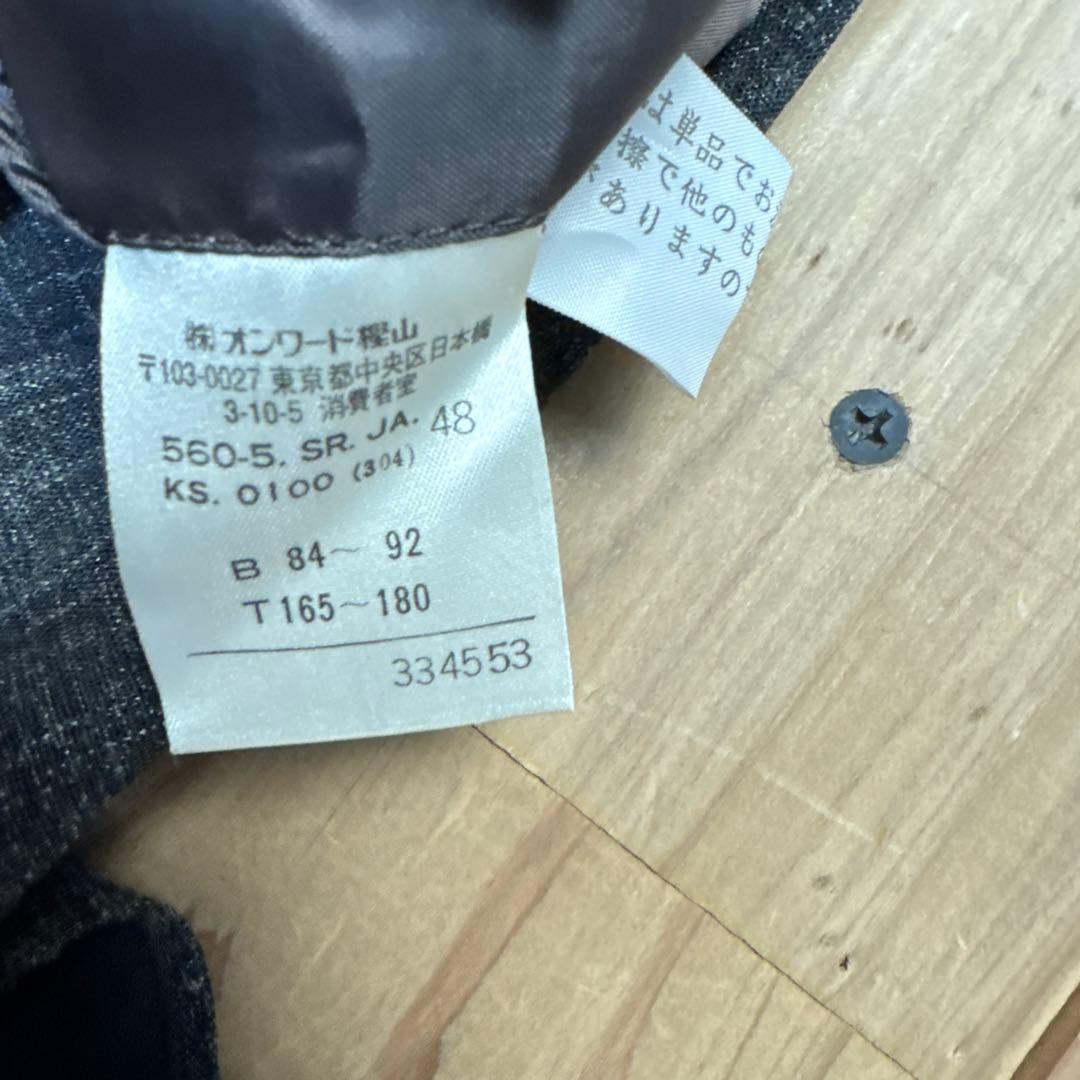 ㈱オンワード樫山
〒103-0027 東京都中央区日本橋
3-10-5 消費者室
560-5. SR. JA. 48
KS. 0100 (304)
B 84～ 92
T 165～180
334553
は単品でお
擦で他のも
ありますの